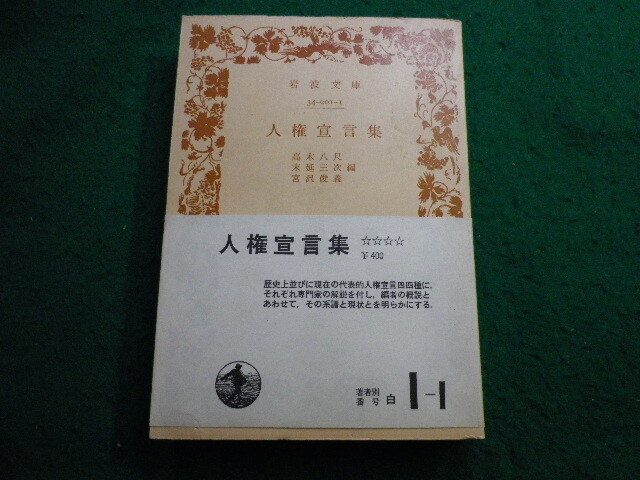 岩波文庫
34-001-1
人権宣言集
高木八尺
末延三次編
宮沢俊義
人権宣言集 ☆☆☆☆
¥400
歴史上並びに現在の代表的人権宣言四四種に,
それぞれ専門家の解説を付し, 編者の概説と
あわせて, その系譜と現状とを明らかにする.
著者別
番号 白 1-1